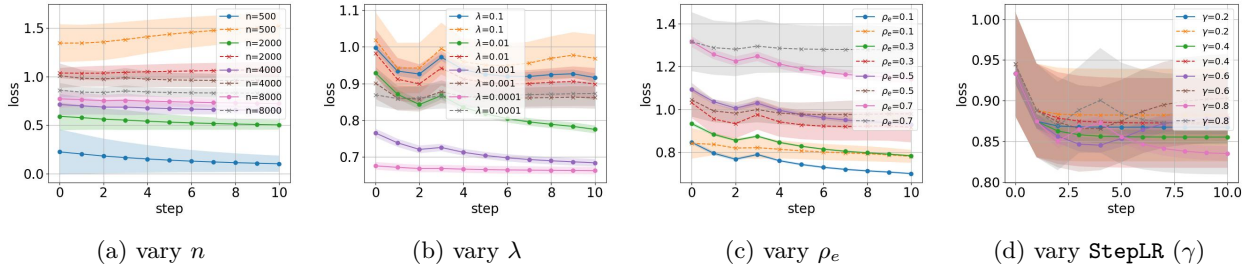 1.5
1.0
0.5
0.0
loss
0 2 4 6 8 10
step
n=500
n=500
n=2000
n=2000
n=4000
n=4000
n=8000
n=8000
(a) vary n
1.1
1.0
0.9
0.8
0.7
loss
0 2 4 6 8 10
step
λ=0.1
λ=0.1
λ=0.01
λ=0.01
λ=0.001
λ=0.001
λ=0.0001
λ=0.0001
(b) vary λ
1.4
1.2
1.0
0.8
loss
0 2 4 6 8 10
step
ρe=0.1
ρe=0.1
ρe=0.3
ρe=0.3
ρe=0.5
ρe=0.5
ρe=0.7
ρe=0.7
(c) vary ρe
1.00
0.95
0.90
0.85
0.80
loss
0.0 2.5 5.0 7.5 10.0
step
γ=0.2
γ=0.2
γ=0.4
γ=0.4
γ=0.6
γ=0.6
γ=0.8
γ=0.8
(d) vary StepLR (γ)